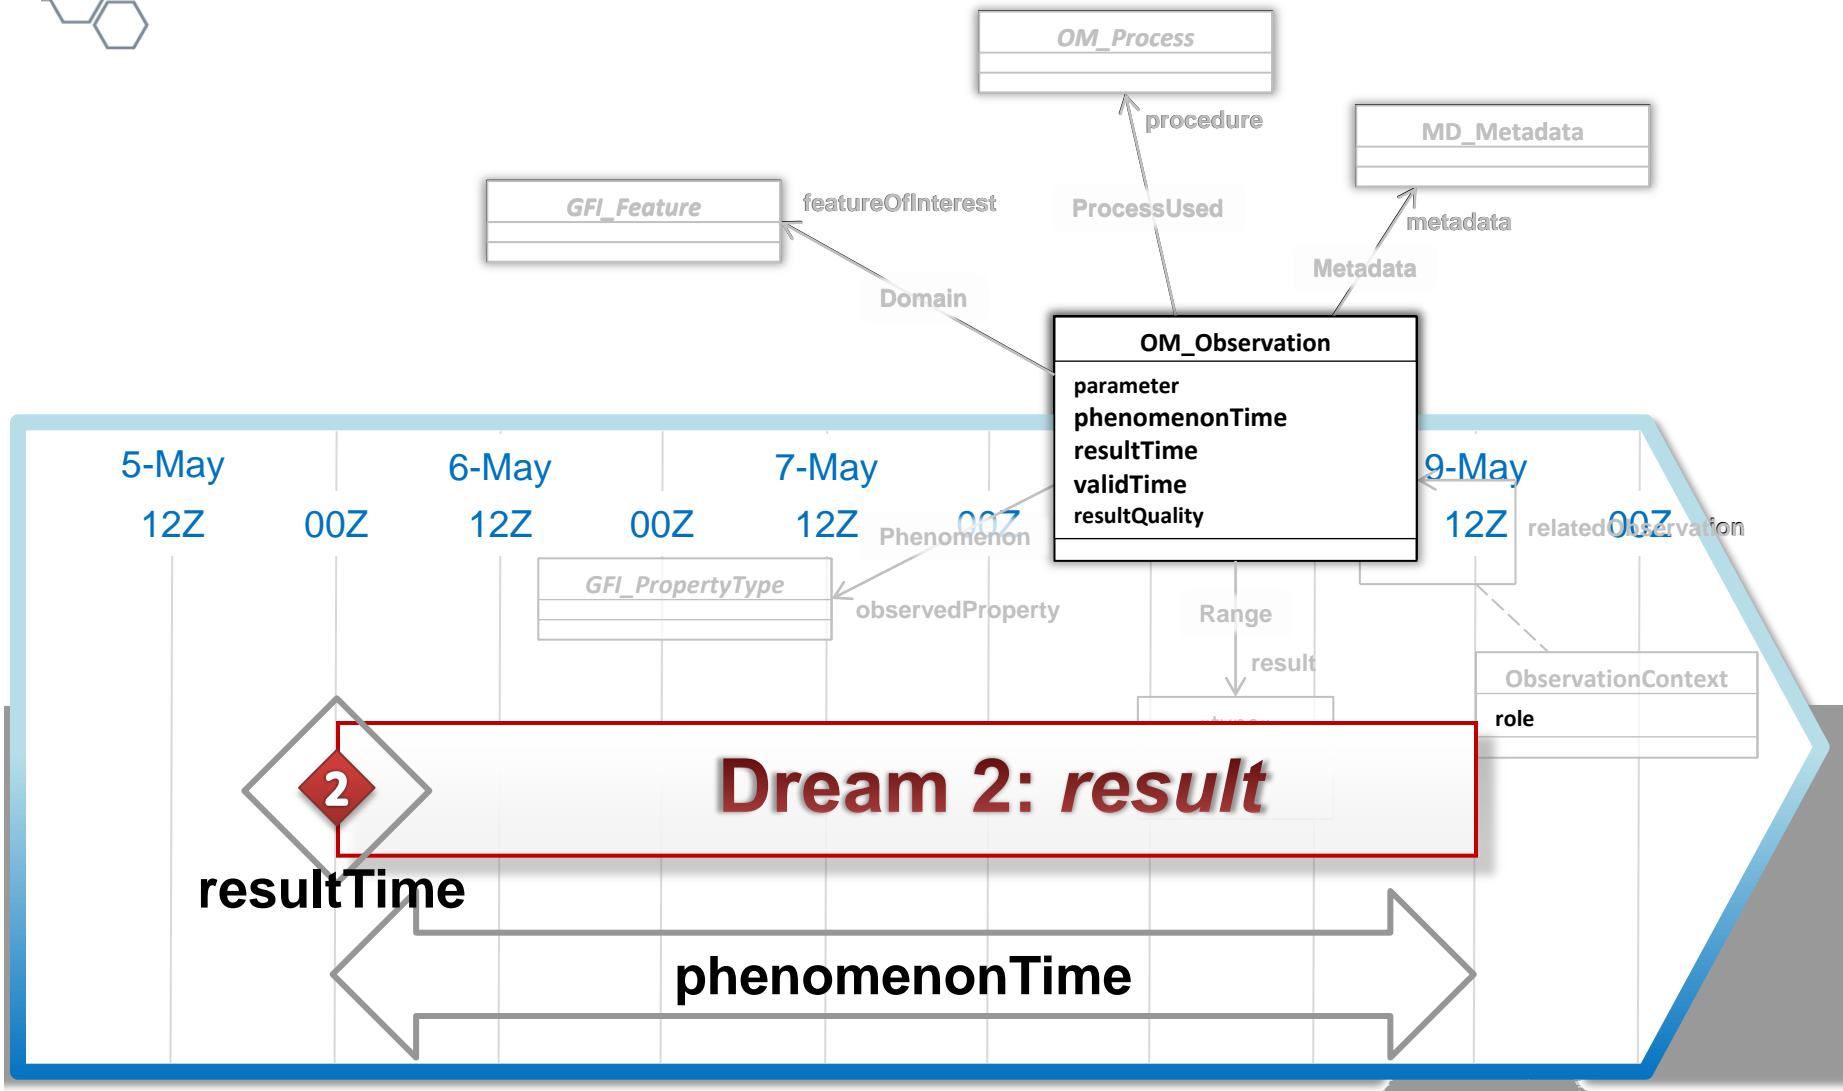 OM_Process
procedure
MD_Metadata
GFI_Feature
featureOfInterest
ProcessUsed
metadata
Metadata
Domain
OM_Observation
parameter
phenomenonTime
resultTime
validTime
resultQuality
5-May
6-May
7-May
9-May
12Z
00Z
12Z
00Z
12Z
00Z
12Z
00Z
Phenomenon
relatedObservation
GFI_PropertyType
observedProperty
Range
result
ObservationContext
role
2
Dream 2: result
resultTime
phenomenonTime